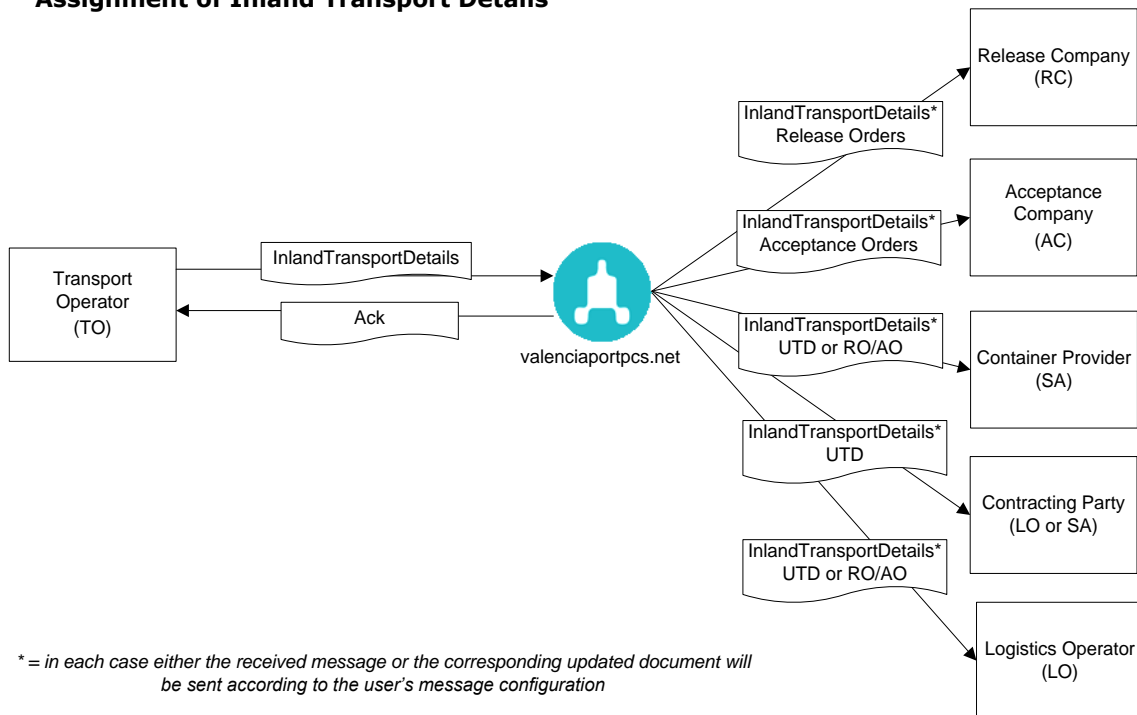 Assignment of Inland Transport Details
Release Company
(RC)
InlandTransportDetails*
Release Orders
Acceptance
Company
(AC)
InlandTransportDetails*
Acceptance Orders
Transport
Operator
(TO)
InlandTransportDetails
Ack
valenciaportpcs.net
InlandTransportDetails*
UTD or RO/AO
Container Provider
(SA)
InlandTransportDetails*
UTD
Contracting Party
(LO or SA)
InlandTransportDetails*
UTD or RO/AO
Logistics Operator
(LO)
* = in each case either the received message or the corresponding updated document will
be sent according to the user's message configuration